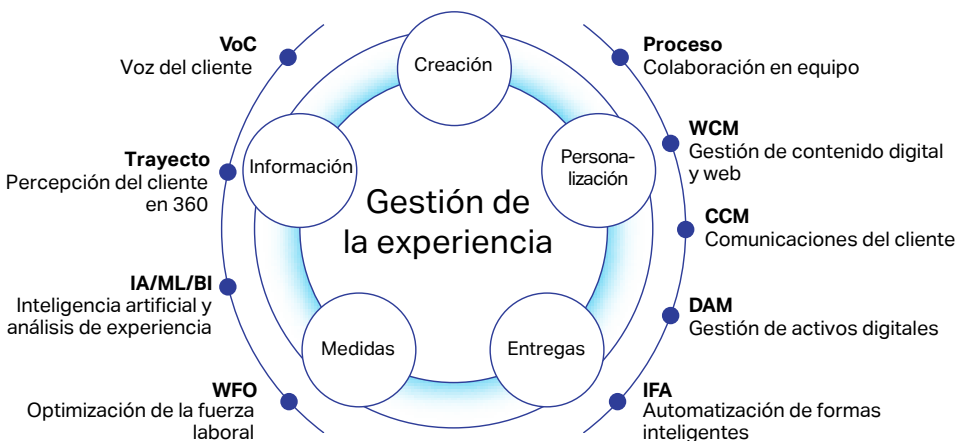 VoC
Voz del cliente
Trayecto
Percepción del cliente
en 360
IA/ML/BI
Inteligencia artificial y
análisis de experiencia
WFO
Optimización de la fuerza
laboral
Creación
Información
Persona-
lización
Gestión de
la experiencia
Medidas
Entregas
Proceso
Colaboración en equipo
WCM
Gestión de contenido digital
y web
CCM
Comunicaciones del cliente
DAM
Gestión de activos digitales
IFA
Automatización de formas
inteligentes